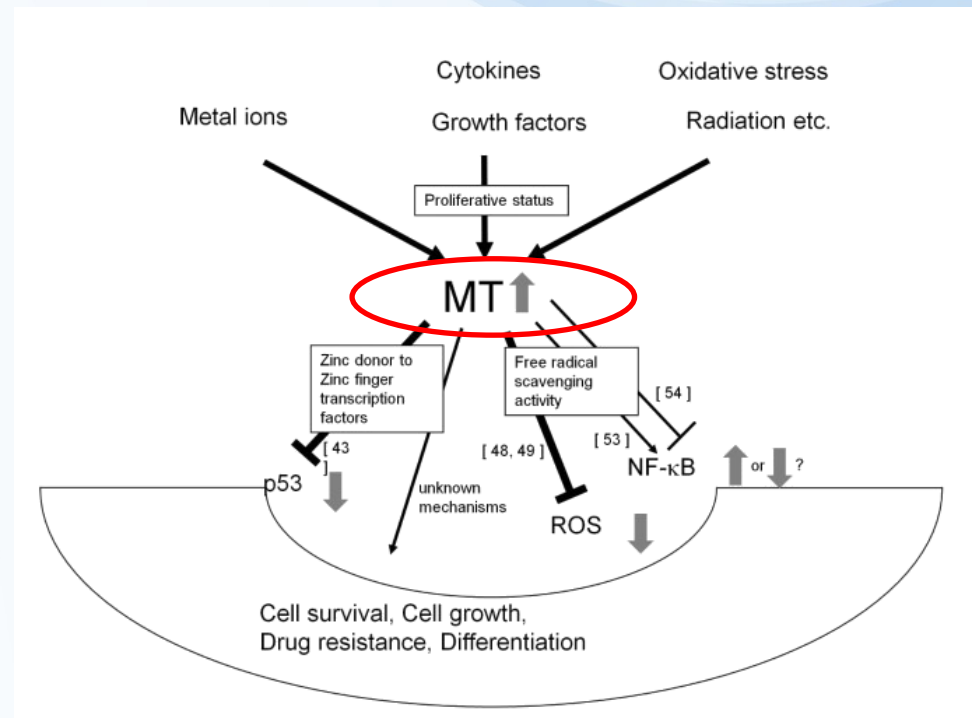 Cytokines
Oxidative stress
Metal ions
Growth factors
Radiation etc.
Proliferative status
MT
Zinc donor to
Zinc finger
transcription
factors
Free radical
scavenging
activity
[ 54 ]
[ 43
]
[ 48, 49 ]
[ 53 ]
NF-κB
or
?
p53
unknown
mechanisms
ROS
Cell survival, Cell growth,
Drug resistance, Differentiation